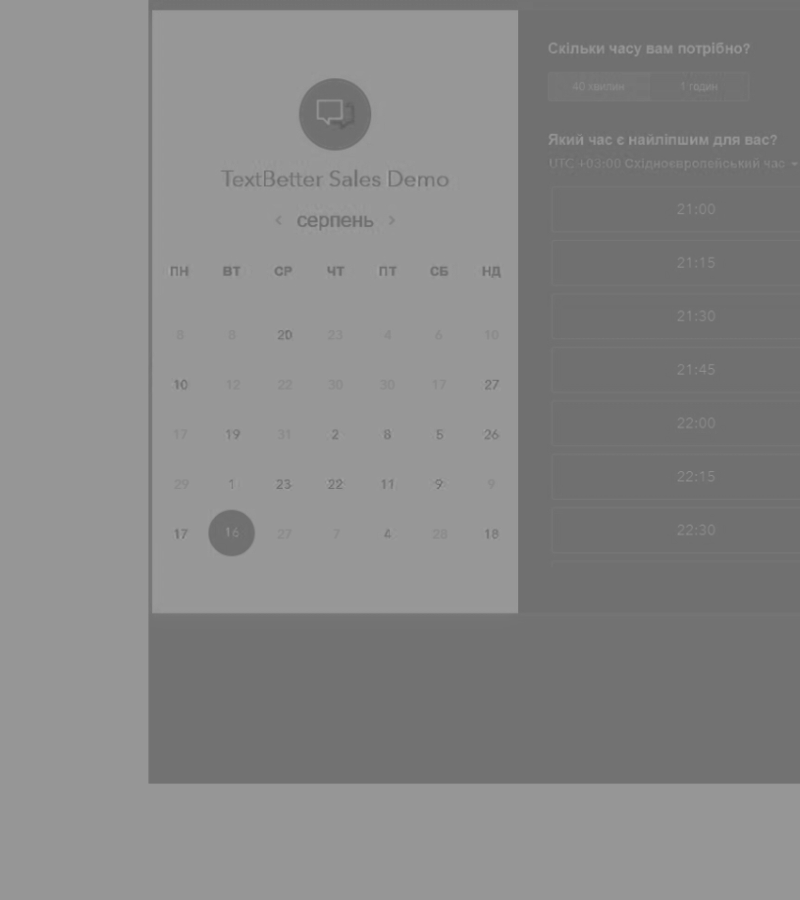 TextBetter Sales Demo
< серпень >
ПН ВТ СР ЧТ ПТ СБ НД
8 8 20 23 4 6 10
10 12 22 30 30 17 27
17 19 31 2 8 5 26
29 1 23 22 11 9 9
17 16 27 7 4 28 18
Скільки часу вам потрібно?
40 хвилин 1 годин
Який час є найліпшим для вас?
UTC +03:00 Східноєвропейський час
21:00
21:15
21:30
21:45
22:00
22:15
22:30